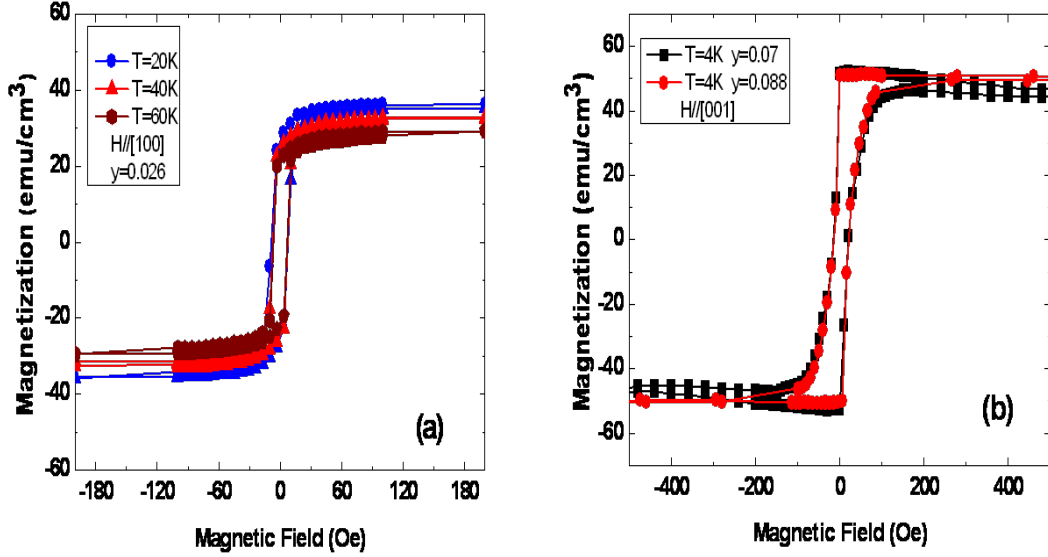 T=20K
T=40K
T=60K
H//[100]
y=0.026
(a)
60
40
20
0
-20
-40
-60
-180 -120 -60 0 60 120 180
Magnetization (emu/cm³)
Magnetic Field (Oe)
T=4K y=0.07
T=4K y=0.088
H//[001]
(b)
60
40
20
0
-20
-40
-60
-400 -200 0 200 400
Magnetization (emu/cm³)
Magnetic Field (Oe)